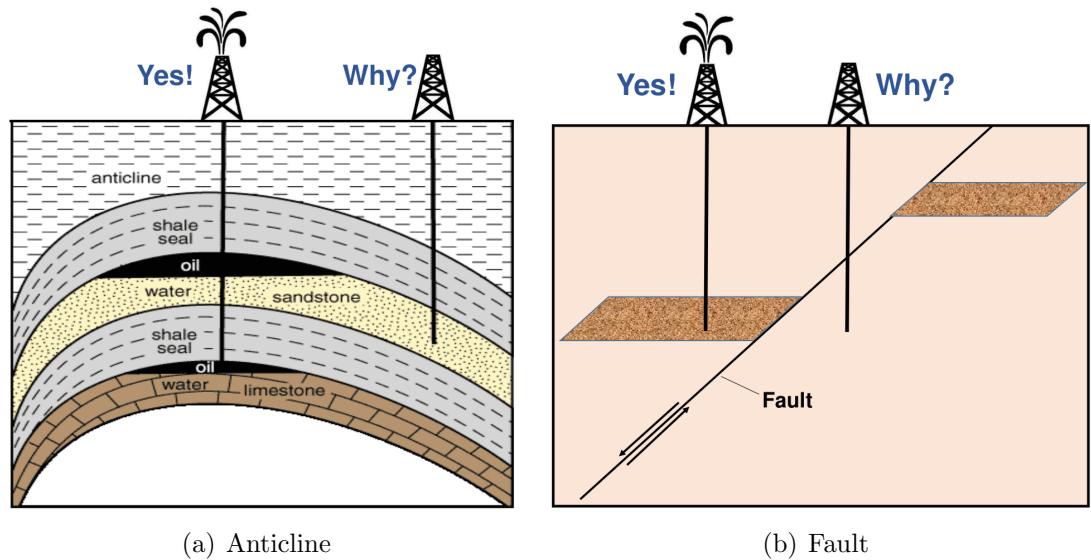 Yes!
Why?
anticline
shale
seal
oil
water
sandstone
shale
seal
oil
water
limestone
(a) Anticline
Yes!
Why?
Fault
(b) Fault